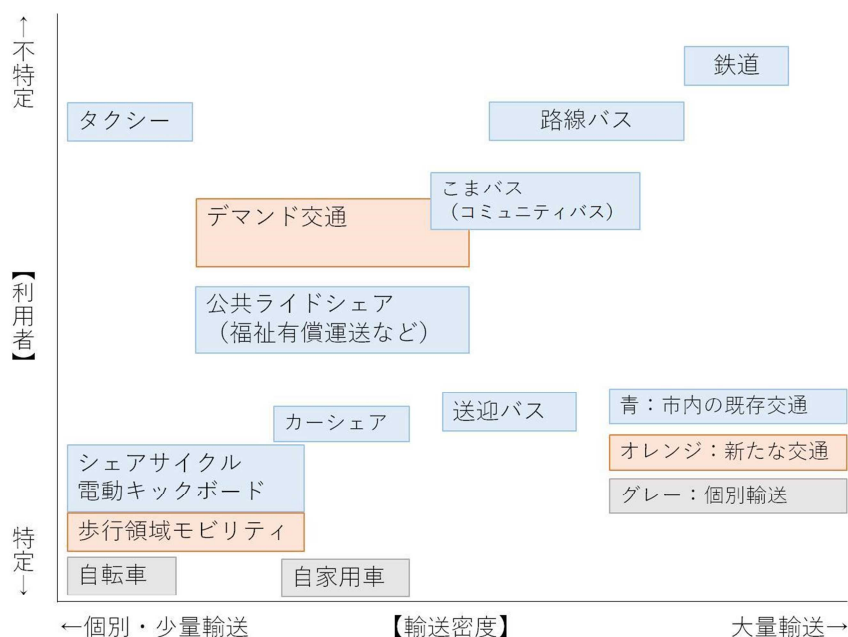 ←不特定
鉄道
タクシー
路線バス
こまバス
（コミュニティバス）
デマンド交通
【利用者】
公共ライドシェア
（福祉有償運送など）
カーシェア
送迎バス
青：市内の既存交通
オレンジ：新たな交通
グレー：個別輸送
シェアサイクル
電動キックボード
歩行領域モビリティ
特定→
自転車
自家用車
←個別・少量輸送
【輸送密度】
大量輸送→